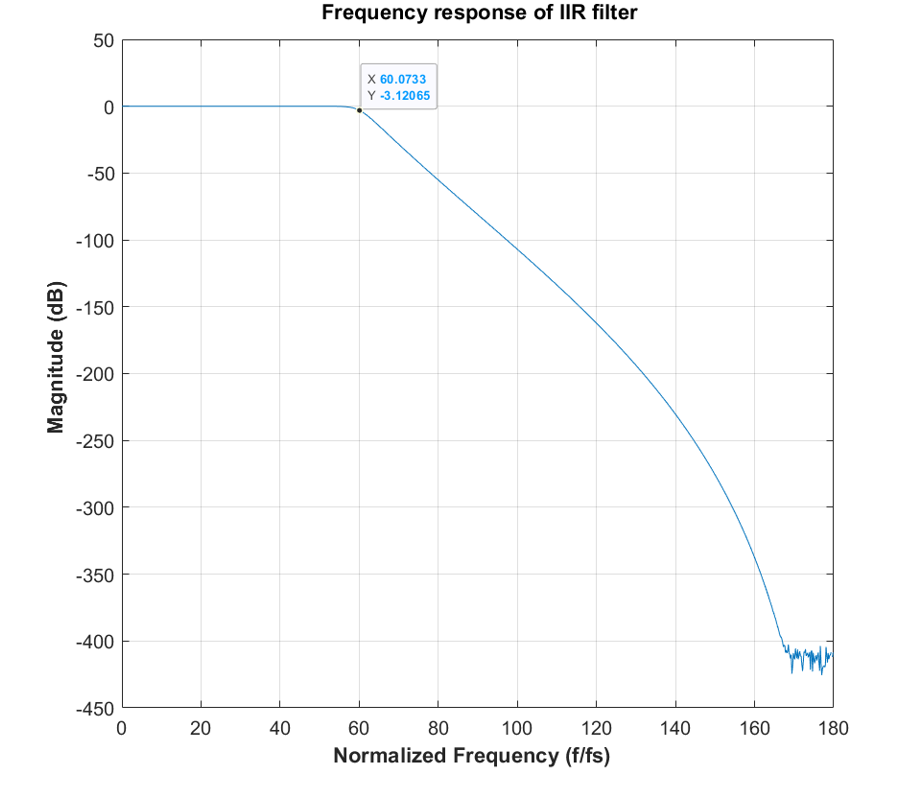 Frequency response of IIR filter
50
X 60.0733
Y -3.12065
0
-50
-100
-150
-200
-250
-300
-350
-400
-450
Magnitude (dB)
0 20 40 60 80 100 120 140 160 180
Normalized Frequency (f/fs)